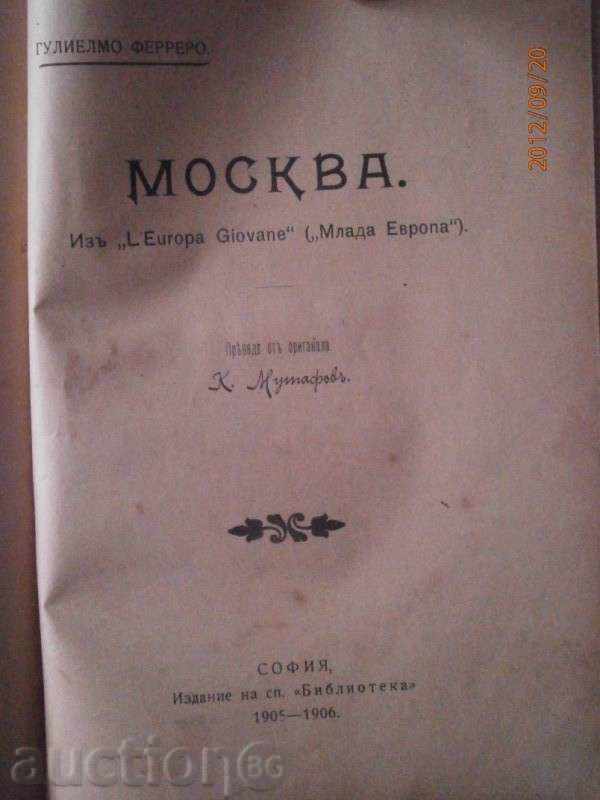 ГУЛИЕЛМО ФЕРРЕРО.
2012/09/20
МОСКВА.
Изъ „L'Europa Giovane“ („Млада Европа“).
Прѣведе отъ оригинала
К. Мутафовъ.
СОФИЯ,
Издание на сп. «Библиотека»
1905—1906.
auction BG